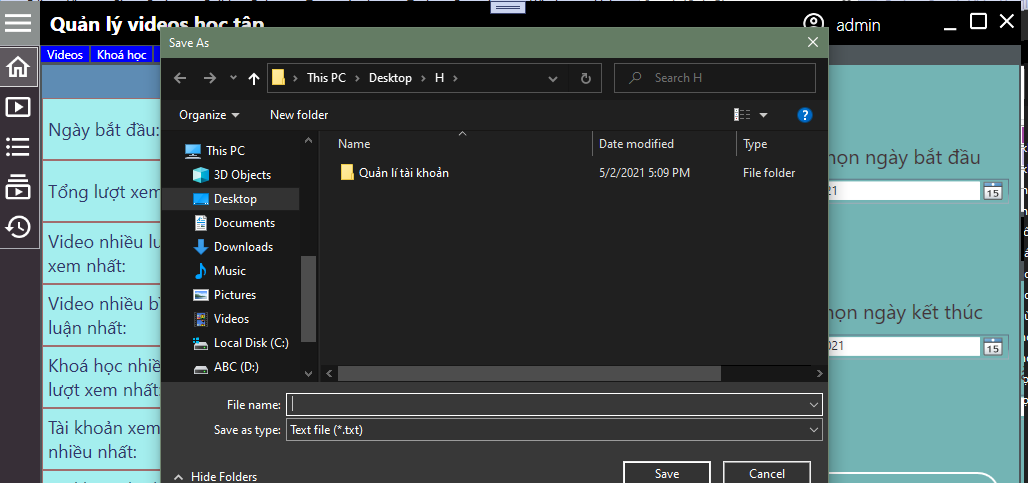 Quản lý videos học tập
admin
Videos
Khoá học
Save As
This PC
Desktop
H
Search H
Organize
New folder
?
This PC
3D Objects
Desktop
Documents
Downloads
Music
Pictures
Videos
Local Disk (C:)
ABC (D:)
Name
Date modified
Type
Quản lí tài khoản
5/2/2021 5:09 PM
File folder
File name:
Save as type:
Text file (*.txt)
Hide Folders
Save
Cancel
Ngày bắt đầu:
Tổng lượt xem
Video nhiều lư
xem nhất:
Video nhiều bì
luận nhất:
Khoá học nhiề
lượt xem nhất:
Tài khoản xem
nhiều nhất:
họn ngày bắt đầu
21
15
họn ngày kết thúc
021
15